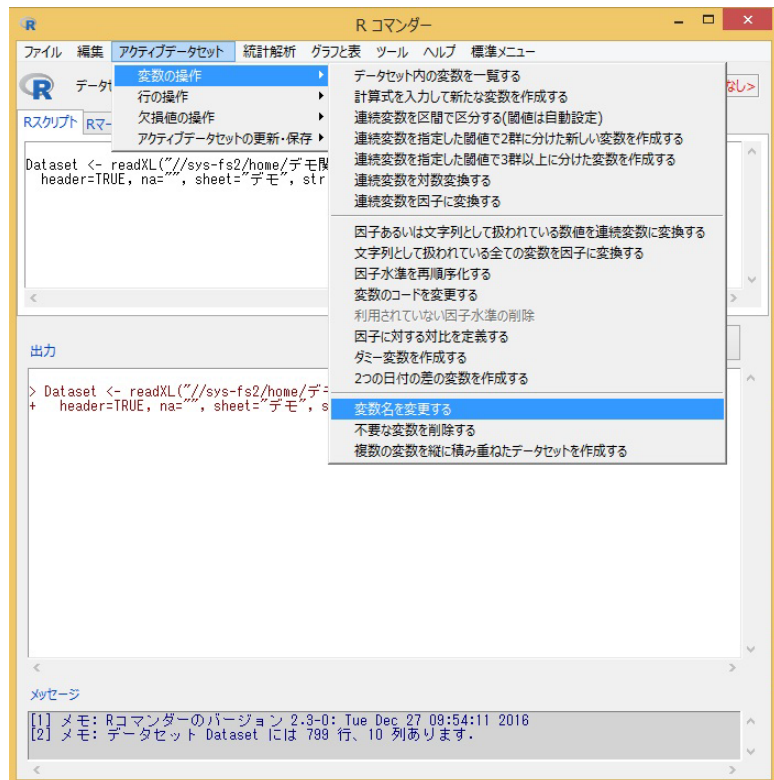 R コマンダー
ファイル 編集 アクティブデータセット 統計解析 グラフと表 ツール ヘルプ 標準メニュー
変数の操作
行の操作
欠損値の操作
アクティブデータセットの更新・保存
データセット内の変数を一覧する
計算式を入力して新たな変数を作成する
連続変数を区間で区分する(閾値は自動設定)
連続変数を指定した閾値で2群に分けた新しい変数を作成する
連続変数を指定した閾値で3群以上に分けた変数を作成する
連続変数を対数変換する
連続変数を因子に変換する
因子あるいは文字列として扱われている数値を連続変数に変換する
文字列として扱われている全ての変数を因子に変換する
因子水準を再順序化する
変数のコードを変更する
利用されていない因子水準の削除
因子に対する対比を定義する
ダミー変数を作成する
2つの日付の差の変数を作成する
変数名を変更する
不要な変数を削除する
複数の変数を縦に積み重ねたデータセットを作成する
R データ なし>
Rスクリプト Rマー
Dataset <- readXL("//sys-fs2/home/デモ
header=TRUE, na="", sheet="デモ", str
出力
> Dataset <- readXL("//sys-fs2/home/デ
+ header=TRUE, na="", sheet="デモ", s
メッセージ
[1] メモ: Rコマンダーのバージョン 2.3-0: Tue Dec 27 09:54:11 2016
[2] メモ: データセット Dataset には 799 行、10 列あります.